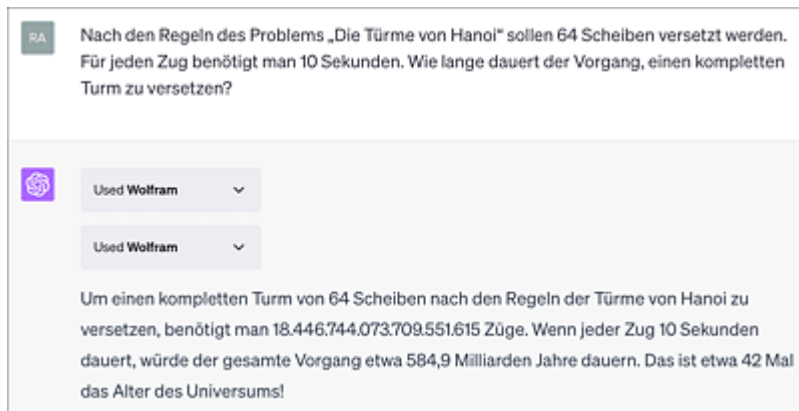 RA
Nach den Regeln des Problems „Die Türme von Hanoi“ sollen 64 Scheiben versetzt werden.
Für jeden Zug benötigt man 10 Sekunden. Wie lange dauert der Vorgang, einen kompletten
Turm zu versetzen?
Used Wolfram
Used Wolfram
Um einen kompletten Turm von 64 Scheiben nach den Regeln der Türme von Hanoi zu
versetzen, benötigt man 18.446.744.073.709.551.615 Züge. Wenn jeder Zug 10 Sekunden
dauert, würde der gesamte Vorgang etwa 584,9 Milliarden Jahre dauern. Das ist etwa 42 Mal
das Alter des Universums!